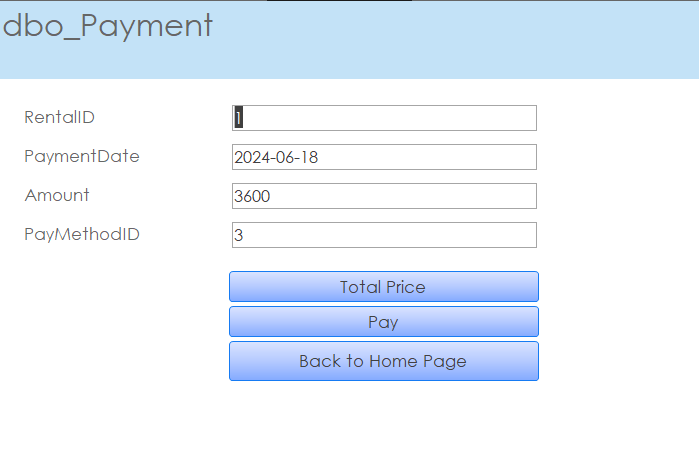 dbo_Payment
RentalID 1
PaymentDate 2024-06-18
Amount 3600
PayMethodID 3
Total Price
Pay
Back to Home Page